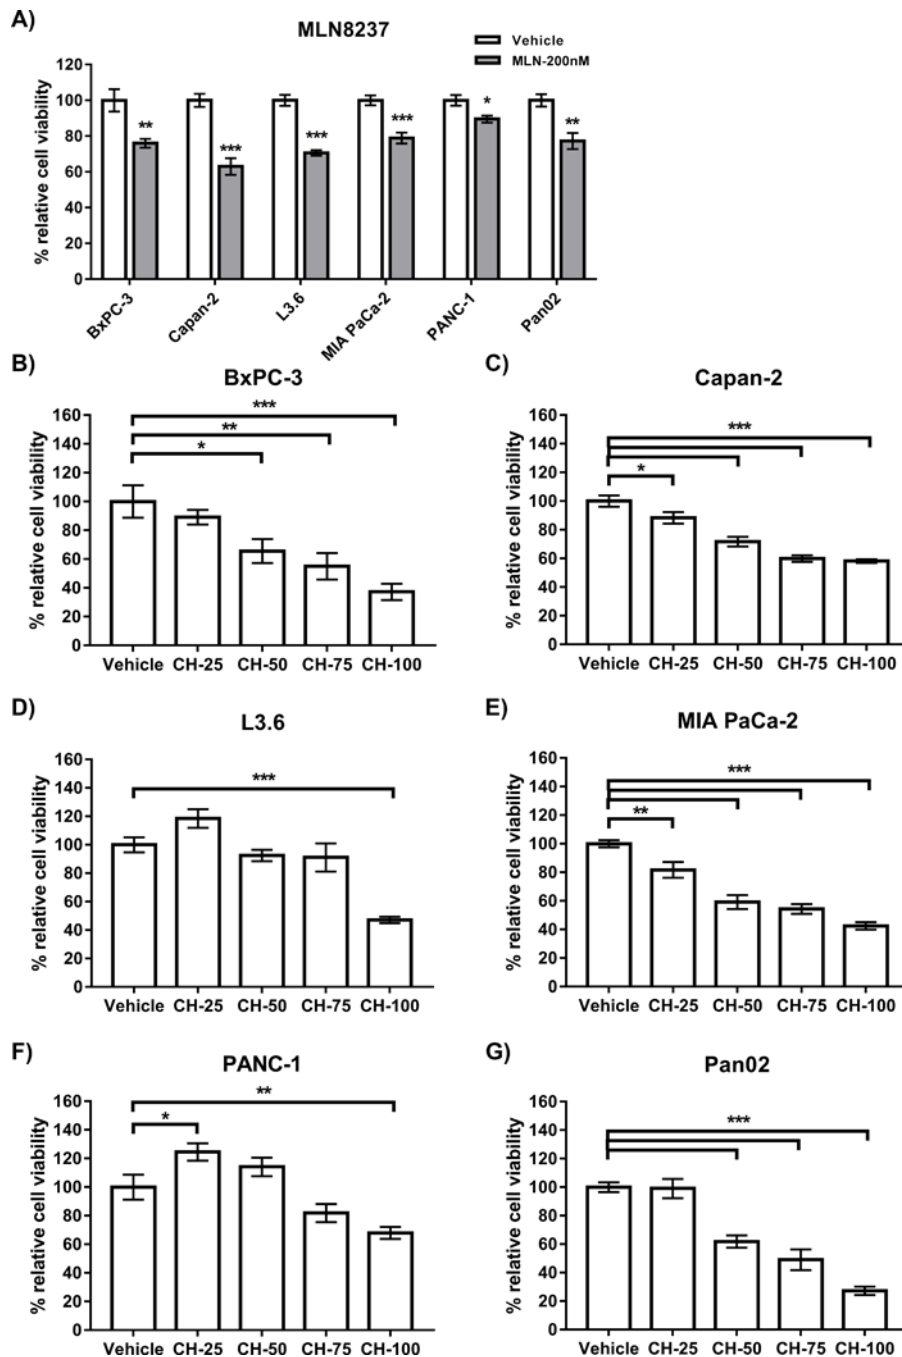 A)
MLN8237
Vehicle
MLN-200nM
% relative cell viability
120
100
80
60
40
20
0
** *** *** *** * **
BxPC-3 Capan-2 L3.6 MIA PaCa-2 PANC-1 Pan02
B)
BxPC-3
% relative cell viability
160
140
120
100
80
60
40
20
0
***
**
*
Vehicle CH-25 CH-50 CH-75 CH-100
C)
Capan-2
% relative cell viability
160
140
120
100
80
60
40
20
0
***
*
Vehicle CH-25 CH-50 CH-75 CH-100
D)
L3.6
% relative cell viability
160
140
120
100
80
60
40
20
0
***
Vehicle CH-25 CH-50 CH-75 CH-100
E)
MIA PaCa-2
% relative cell viability
160
140
120
100
80
60
40
20
0
***
**
Vehicle CH-25 CH-50 CH-75 CH-100
F)
PANC-1
% relative cell viability
160
140
120
100
80
60
40
20
0
**
*
Vehicle CH-25 CH-50 CH-75 CH-100
G)
Pan02
% relative cell viability
160
140
120
100
80
60
40
20
0
***
Vehicle CH-25 CH-50 CH-75 CH-100